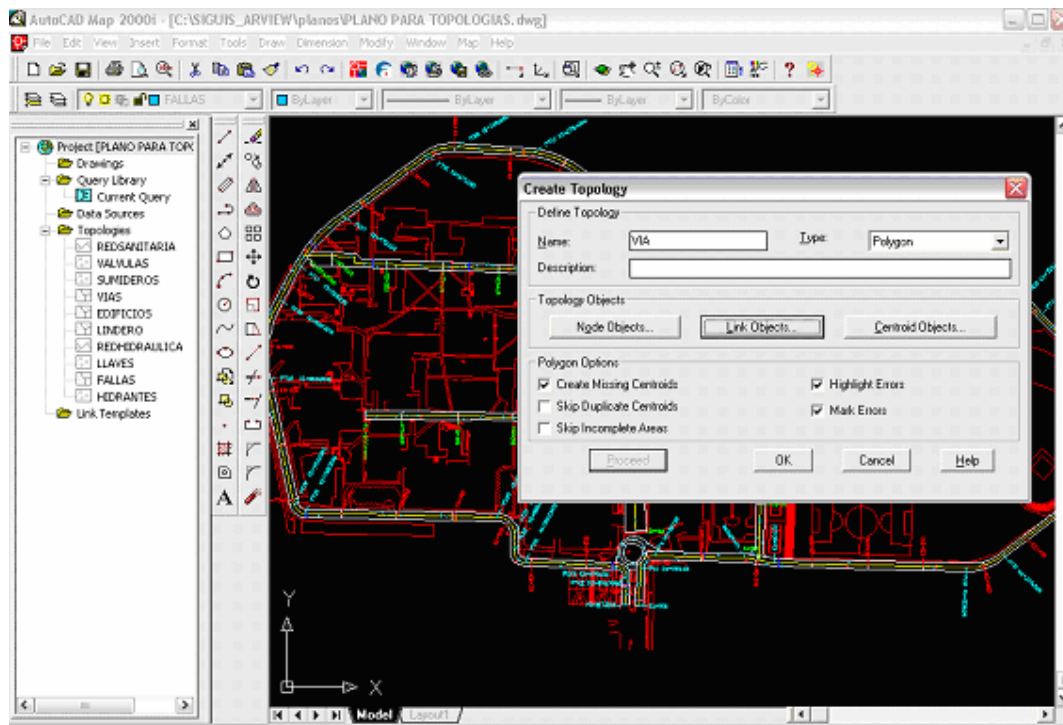 AutoCAD Map 2000i - [C:\SIGUIS_ARVIEW\planos\PLANO PARA TOPOLOGIAS.dwg]
File Edit View Insert Format Tools Draw Dimension Modify Window Map Help
FALLAS ByLayer ByLayer ByLayer ByColor
Project [PLANO PARA TOP
Drawings
Query Library
Current Query
Data Sources
Topologies
REDSANITARIA
VALVULAS
SUMIDEROS
VIAS
EDIFICIOS
LINDERO
REDHIDRAULICA
LLAVES
FALLAS
HIDRANTES
Link Templates
Create Topology
Define Topology
Name: VIA Type: Polygon
Description:
Topology Objects
Node Objects... Link Objects... Centroid Objects...
Polygon Options
Create Missing Centroids Highlight Errors
Skip Duplicate Centroids Mark Errors
Skip Incomplete Areas
Proceed OK Cancel Help
Y
X
Model Layout1